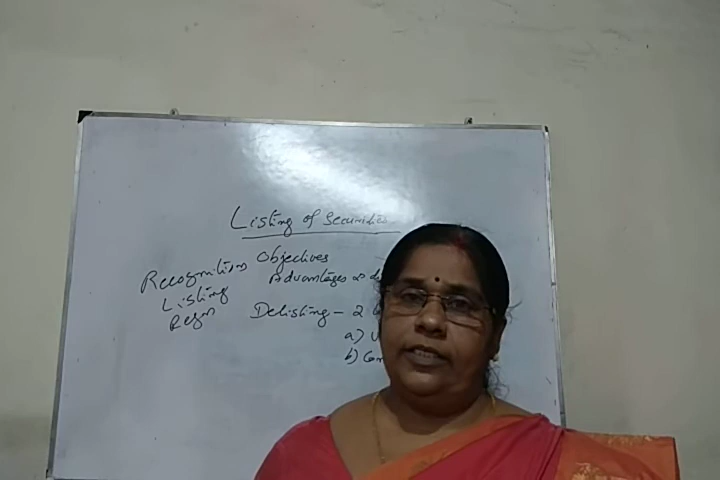 Listing of Securities
Objectives
Advantages
Recognition
Listing
Regn
Delisting - 2
a)
b)